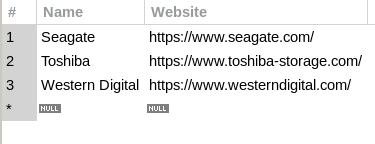 # Name Website
1 Seagate https://www.seagate.com/
2 Toshiba https://www.toshiba-storage.com/
3 Western Digital https://www.westerndigital.com/
* NULL NULL